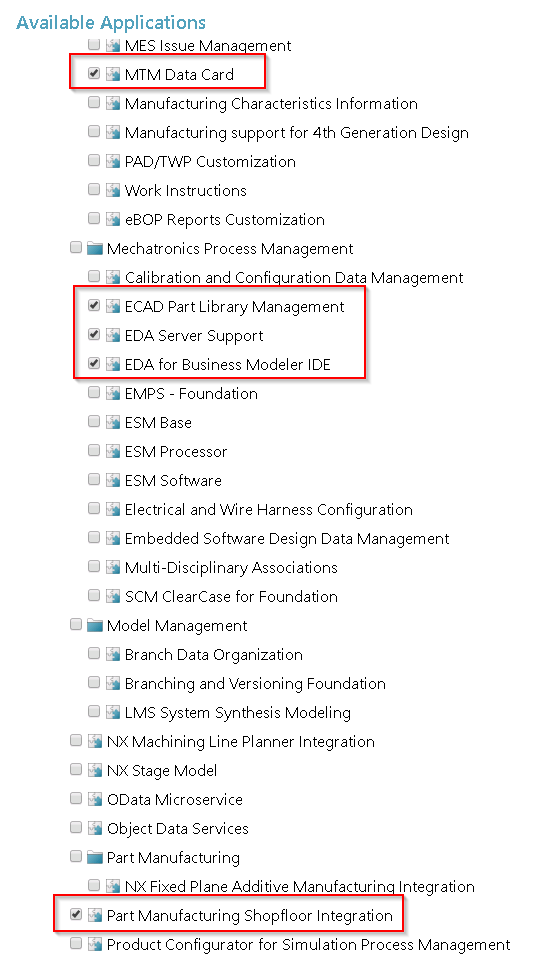 Available Applications
MES Issue Management
MTM Data Card
Manufacturing Characteristics Information
Manufacturing support for 4th Generation Design
PAD/TWP Customization
Work Instructions
eBOP Reports Customization
Mechatronics Process Management
Calibration and Configuration Data Management
ECAD Part Library Management
EDA Server Support
EDA for Business Modeler IDE
EMPS - Foundation
ESM Base
ESM Processor
ESM Software
Electrical and Wire Harness Configuration
Embedded Software Design Data Management
Multi-Disciplinary Associations
SCM ClearCase for Foundation
Model Management
Branch Data Organization
Branching and Versioning Foundation
LMS System Synthesis Modeling
NX Machining Line Planner Integration
NX Stage Model
OData Microservice
Object Data Services
Part Manufacturing
NX Fixed Plane Additive Manufacturing Integration
Part Manufacturing Shopfloor Integration
Product Configurator for Simulation Process Management